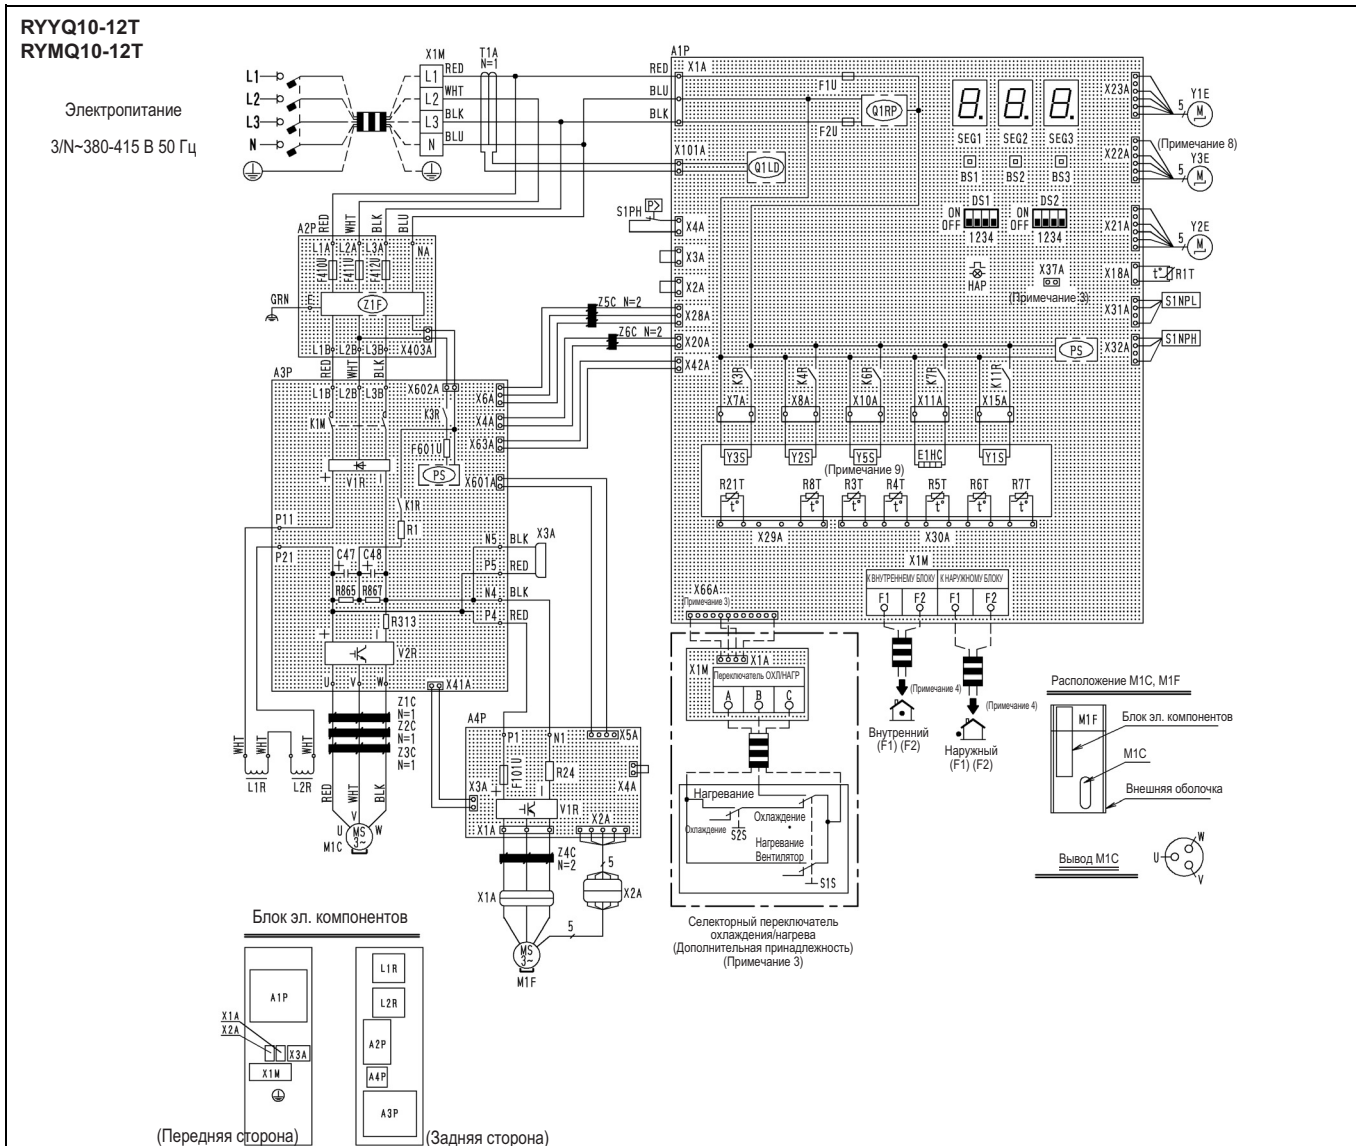 RYYQ10-12T
RYMQ10-12T
Электропитание
3/N~380-415 В 50 Гц
L1
L2
L3
N
X1M
L1
L2
L3
N
RED
WHT
BLK
BLU
T1A
N=1
A1P
RED
BLU
BLK
X1A
F1U
F2U
Q1RP
X101A
Q1LD
SEG1
SEG2
SEG3
BS1
BS2
BS3
DS1
DS2
ON
OFF
1234
ON
OFF
1234
HAP
X37A
(Примечание 3)
X23A
5
Y1E
M
(Примечание 8)
X22A
5
Y3E
M
X21A
5
Y2E
M
X18A
t°
R1T
X31A
S1NPL
X32A
S1NPH
S1PH
P>
X4A
X3A
X2A
Z5C N=2
X28A
Z6C N=2
X20A
X42A
PS
K3R
K4R
K6R
K7R
K11R
X7A
X8A
X10A
X11A
X15A
Y3S
Y2S
Y5S
E1HC
Y1S
(Примечание 9)
R21T
R8T
R3T
R4T
R5T
R6T
R7T
t°
t°
t°
t°
t°
t°
t°
X29A
X30A
X1M
К ВНУТРЕННЕМУ БЛОКУ
К НАРУЖНОМУ БЛОКУ
F1
F2
F1
F2
(Примечание 4)
(Примечание 4)
Внутренний
(F1) (F2)
Наружный
(F1) (F2)
X66A
(Примечание 3)
X1M
X1A
Переключатель ОХЛ/НАГР
A
B
C
Нагревание
Охлаждение
S2S
Охлаждение
Нагревание
Вентилятор
S1S
Селекторный переключатель
охлаждения/нагрева
(Дополнительная принадлежность)
(Примечание 3)
RED
WHT
BLK
BLU
A2P
L1A
L2A
L3A
NA
F410U
F411U
F412U
GRN
E
Z1F
L1B
L2B
L3B
X403A
RED
WHT
BLK
A3P
L1B
L2B
L3B
X602A
X6A
K1M
K3R
X4A
F601U
X63A
PS
V1R
X601A
K1R
R1
P11
P21
C47
C48
R865
R867
R313
V2R
N5
BLK
X3A
P5
RED
N4
BLK
P4
RED
U
V
W
X41A
Z1C
N=1
Z2C
N=1
Z3C
N=1
WHT
WHT
WHT
L1R
L2R
RED
WHT
BLK
U
V
W
MS
3~
M1C
A4P
P1
N1
X5A
F101U
R24
X4A
X3A
V1R
X1A
X2A
Z4C
N=2
5
X1A
X2A
5
MS
3~
M1F
Расположение M1C, M1F
M1F
Блок эл. компонентов
M1C
Внешняя оболочка
Вывод M1C
U
W
V
Блок эл. компонентов
A1P
X1A
X2A
X3A
X1M
(Передняя сторона)
L1R
L2R
A2P
A4P
A3P
(Задняя сторона)